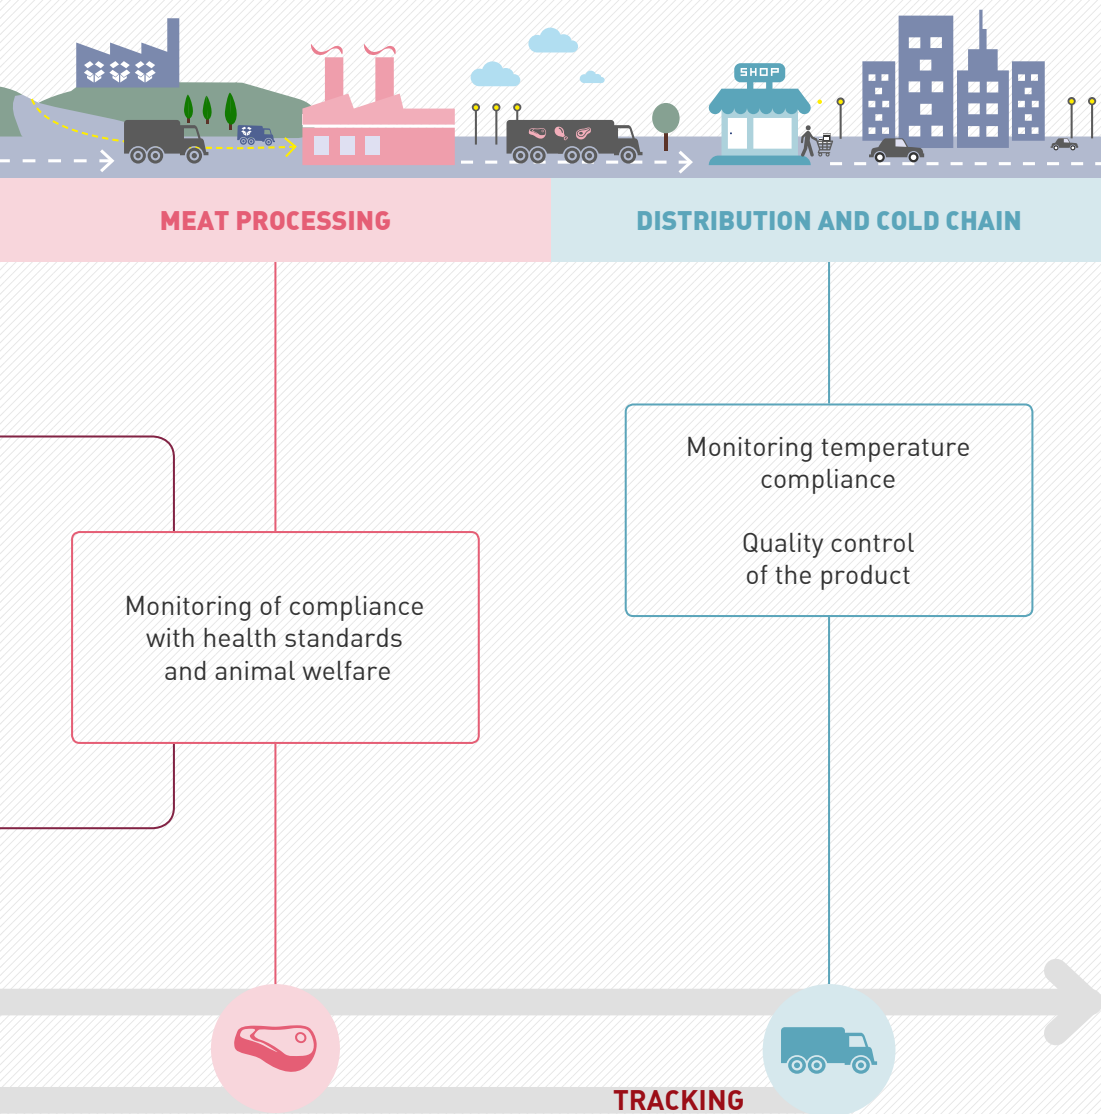 SHOP
MEAT PROCESSING
DISTRIBUTION AND COLD CHAIN
Monitoring temperature
compliance
Quality control
of the product
Monitoring of compliance
with health standards
and animal welfare
TRACKING